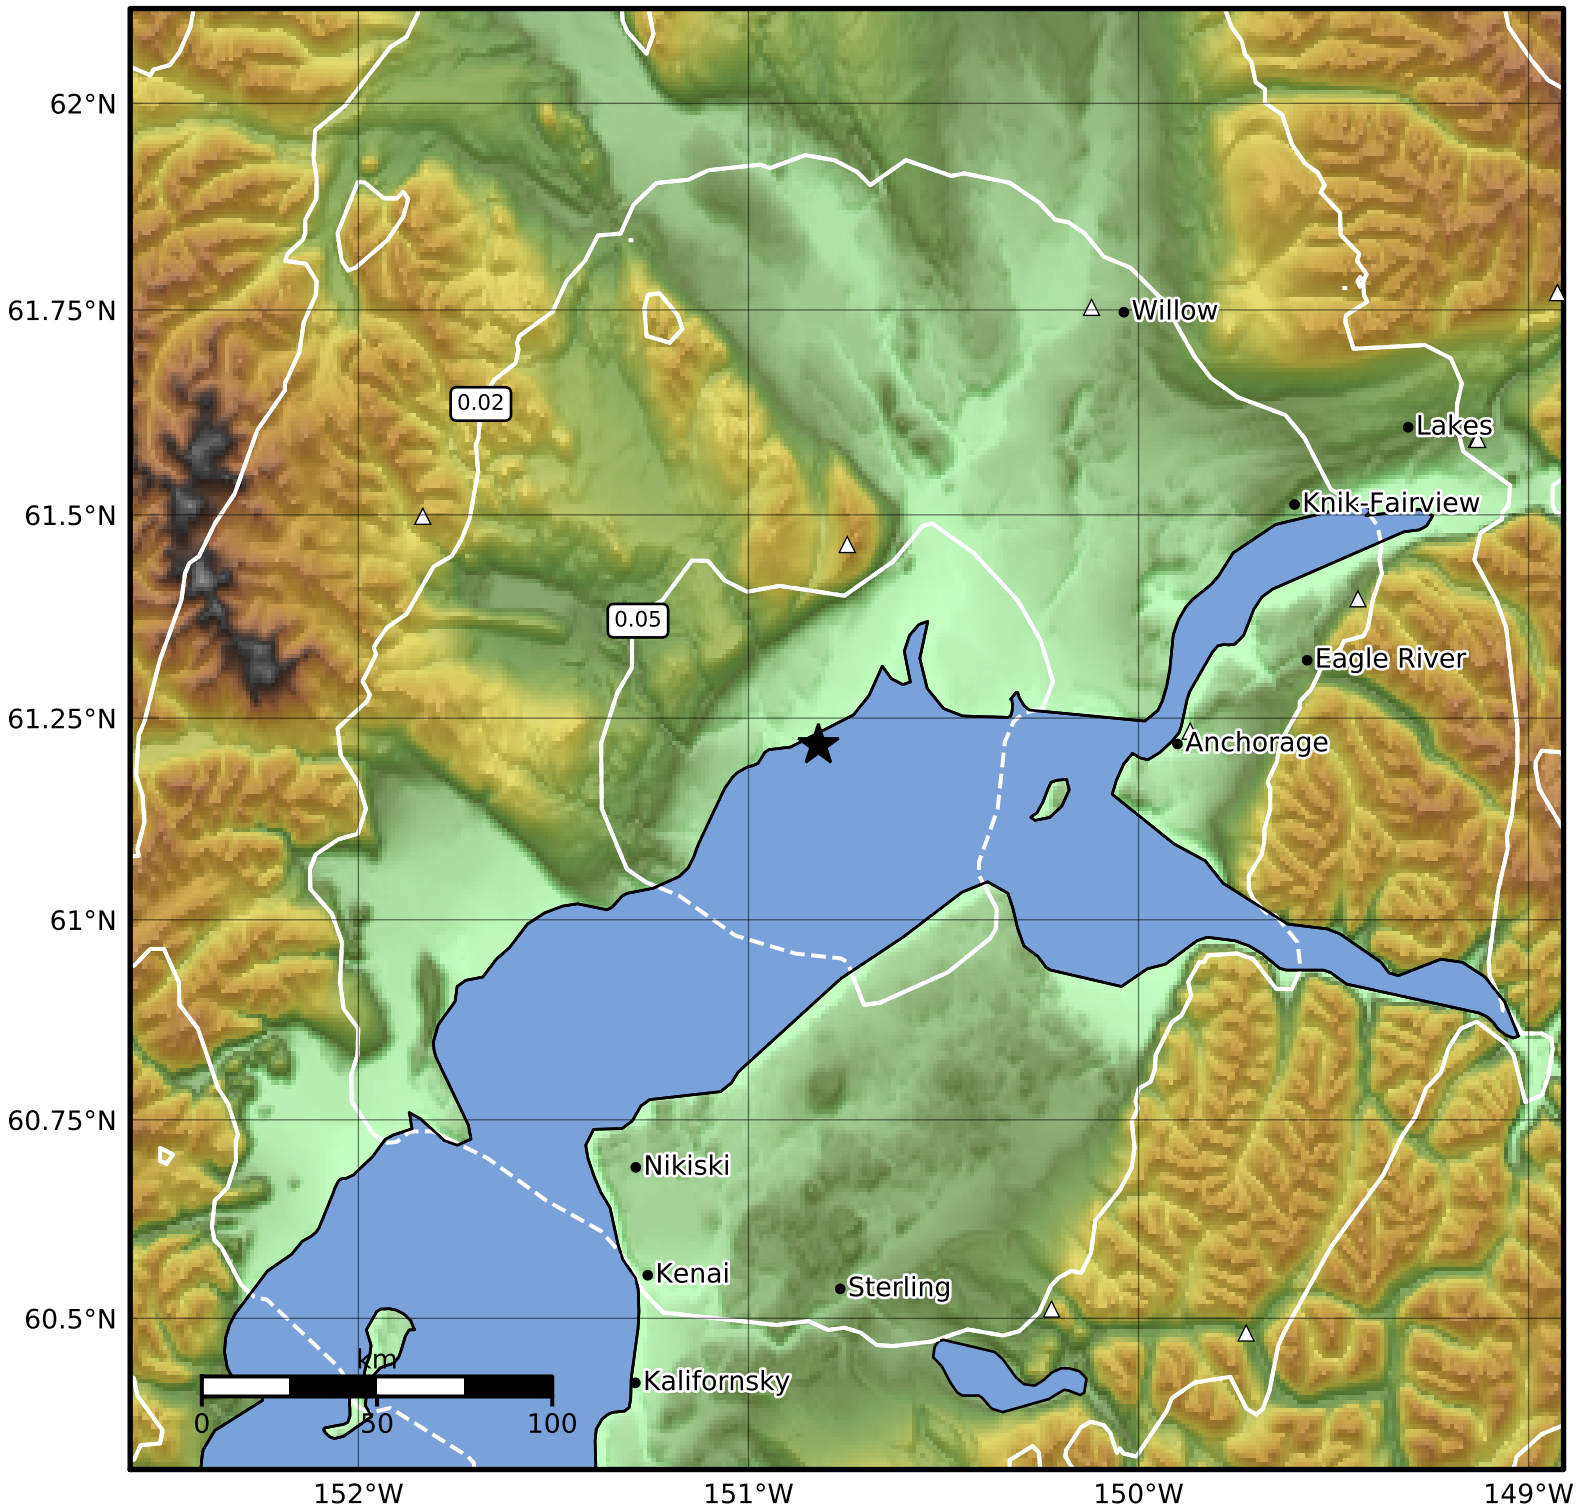 62°N
61.75°N
Willow
0.02
Lakes
61.5°N
Knik-Fairview
0.05
Eagle River
61.25°N
Anchorage
61°N
60.75°N
Nikiski
Kenai
Sterling
60.5°N
km
Kalifornsky
0 50 100
152°W 151°W 150°W 149°W